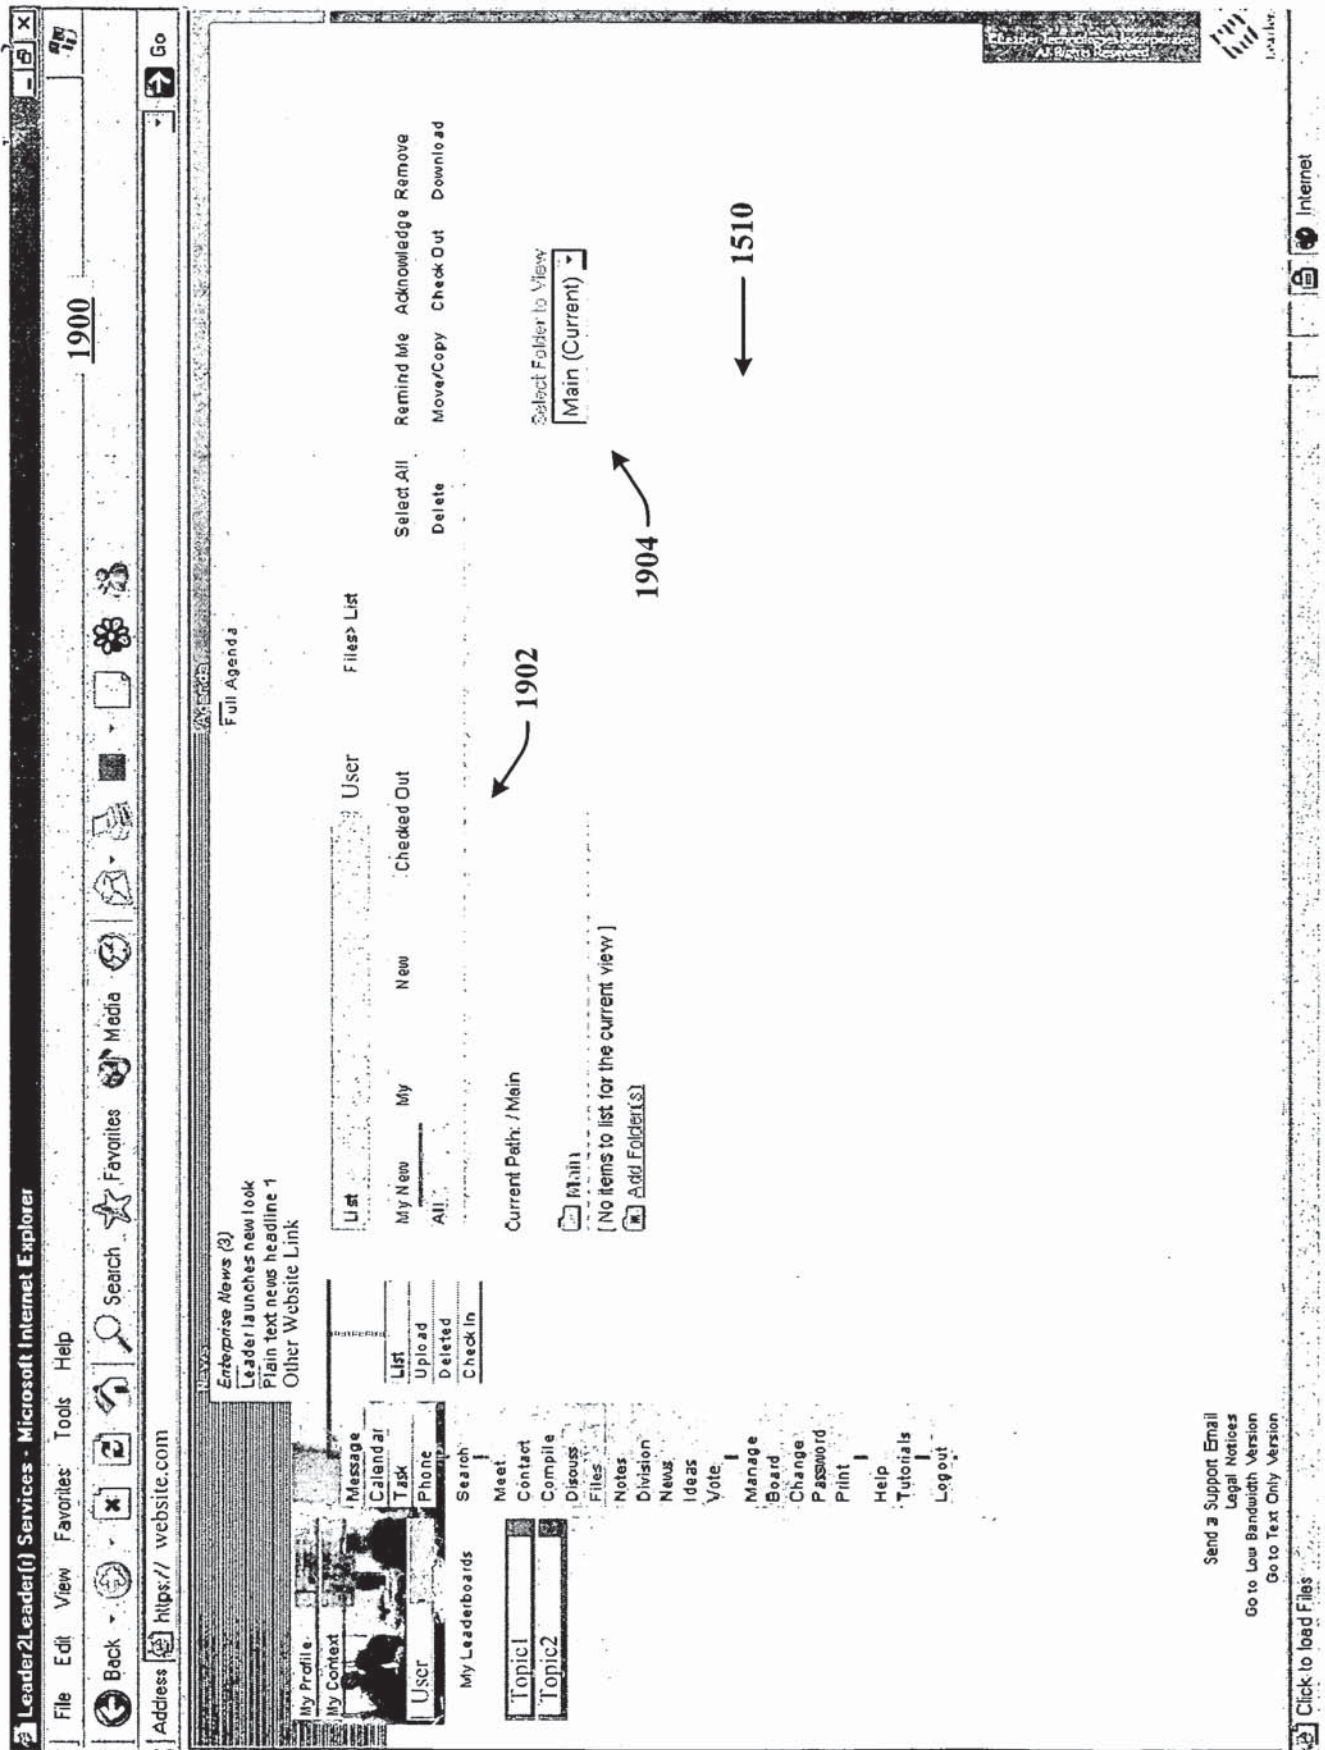 Leader2Leader(r) Services - Microsoft Internet Explorer
File Edit View Favorites Tools Help
1900
Back Search Favorites Media
Address https:// website.com Go
News Agenda
Enterprise News (3) Full Agenda
Leader launches new look
Plain text news headline 1
Other Website Link
My Profile
My Context
User
My Leaderboards
Topic1
Topic2
Message
Calendar
Task
Phone
Search
Meet
Contact
Compile
Discuss
Files
Notes
Division
News
Ideas
Vote
Manage
Board
Change
Password
Print
Help
Tutorials
Logout
List
Upload
Deleted
Check In
List User Files> List
My New My New Checked Out Select All Remind Me Acknowledge Remove
All Delete Move/Copy Check Out Download
1902
Current Path: / Main
Select Folder to View
Main (Current)
Main
[ No items to list for the current view ]
Add Folder(s)
1904
1510
Send a Support Email
Legal Notices
Go to Low Bandwidth Version
Go to Text Only Version
©Leader Technologies Incorporated
All Rights Reserved
Leader
Click to load Files Internet